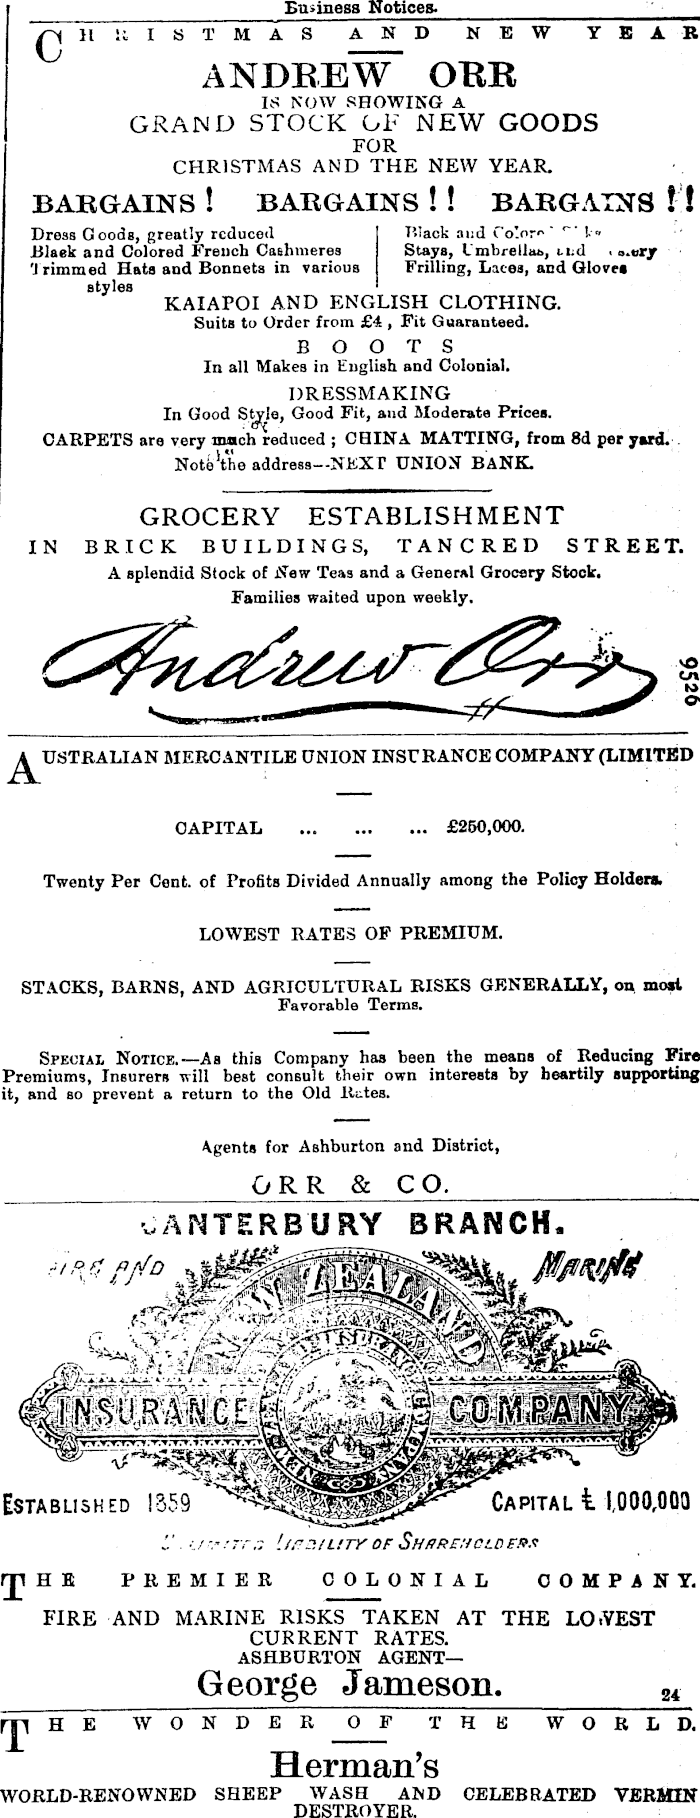 Business Notices.
CHRISTMAS AND NEW YEAR
ANDREW ORR
IS NOW SHOWING A
GRAND STOCK OF NEW GOODS
FOR
CHRISTMAS AND THE NEW YEAR.
BARGAINS! BARGAINS!! BARGAINS!!
Dress Goods, greatly reduced
Black and Colored French Cashmeres
Trimmed Hats and Bonnets in various
styles
Black and Colored
Stays, Umbrellas, and
Frilling, Laces, and Gloves
KAIAPOI AND ENGLISH CLOTHING.
Suits to Order from £4, Fit Guaranteed.
BOOTS
In all Makes in English and Colonial.
DRESSMAKING
In Good Style, Good Fit, and Moderate Prices.
CARPETS are very much reduced; CHINA MATTING, from 8d per yard.
Note the address--NEXT UNION BANK.
GROCERY ESTABLISHMENT
IN BRICK BUILDINGS, TANCRED STREET.
A splendid Stock of New Teas and a General Grocery Stock.
Families waited upon weekly.
Andrew Orr
9526
AUSTRALIAN MERCANTILE UNION INSURANCE COMPANY (LIMITED
CAPITAL ... ... ... £250,000.
Twenty Per Cent. of Profits Divided Annually among the Policy Holders.
LOWEST RATES OF PREMIUM.
STACKS, BARNS, AND AGRICULTURAL RISKS GENERALLY, on most
Favorable Terms.
SPECIAL NOTICE.—As this Company has been the means of Reducing Fire
Premiums, Insurers will best consult their own interests by heartily supporting
it, and so prevent a return to the Old Rates.
Agents for Ashburton and District,
ORR & CO.
CANTERBURY BRANCH.
FIRE AND MARINE
NEW ZEALAND
INSURANCE COMPANY
ESTABLISHED 1859 CAPITAL £1,000,000
UNLIMITED LIABILITY OF SHAREHOLDERS
THE PREMIER COLONIAL COMPANY.
FIRE AND MARINE RISKS TAKEN AT THE LOWEST
CURRENT RATES.
ASHBURTON AGENT—
George Jameson.
24
THE WONDER OF THE WORLD.
Herman's
WORLD-RENOWNED SHEEP WASH AND CELEBRATED VERMIN
DESTROYER.